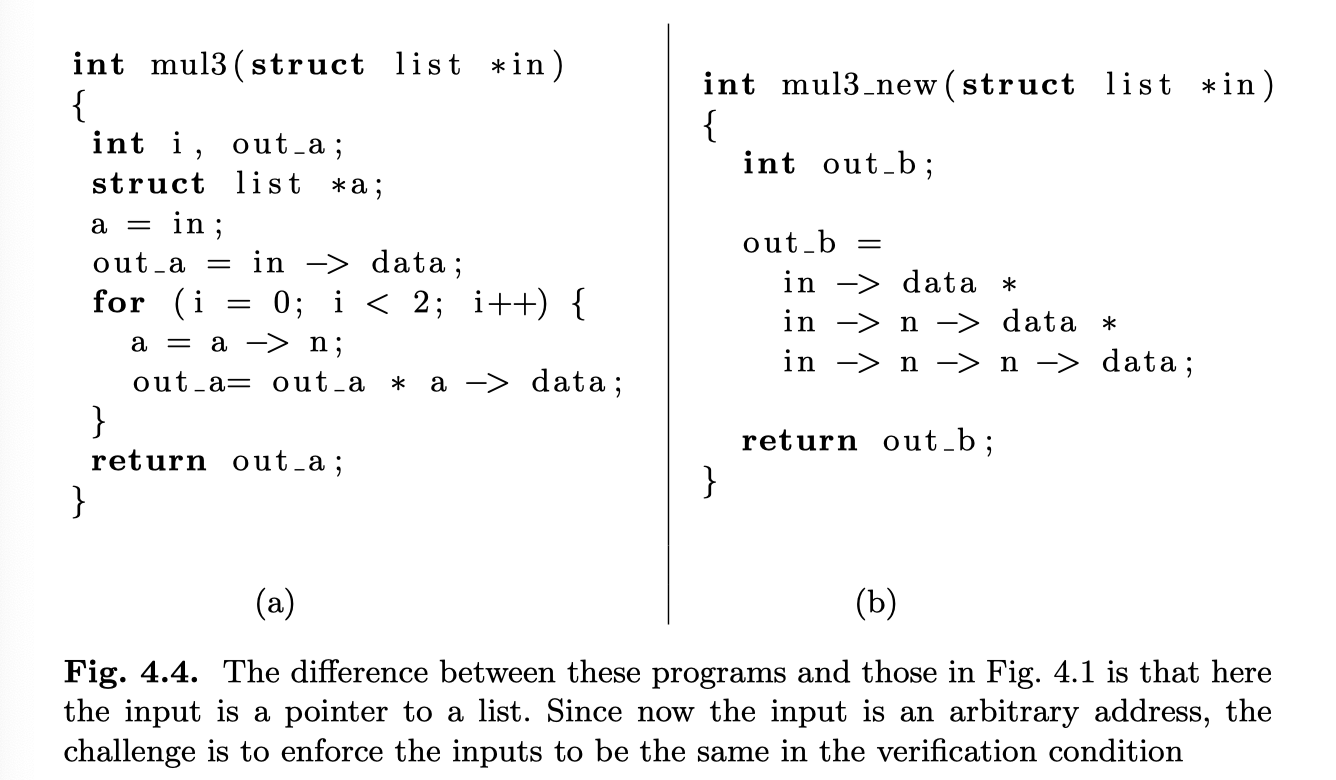 int mul3(struct list *in)
{
int i, out_a;
struct list *a;
a = in;
out_a = in -> data;
for (i = 0; i < 2; i++) {
a = a -> n;
out_a= out_a * a -> data;
}
return out_a;
}
(a)
int mul3_new(struct list *in)
{
int out_b;
out_b =
in -> data *
in -> n -> data *
in -> n -> n -> data;
return out_b;
}
(b)
Fig. 4.4. The difference between these programs and those in Fig. 4.1 is that here
the input is a pointer to a list. Since now the input is an arbitrary address, the
challenge is to enforce the inputs to be the same in the verification condition